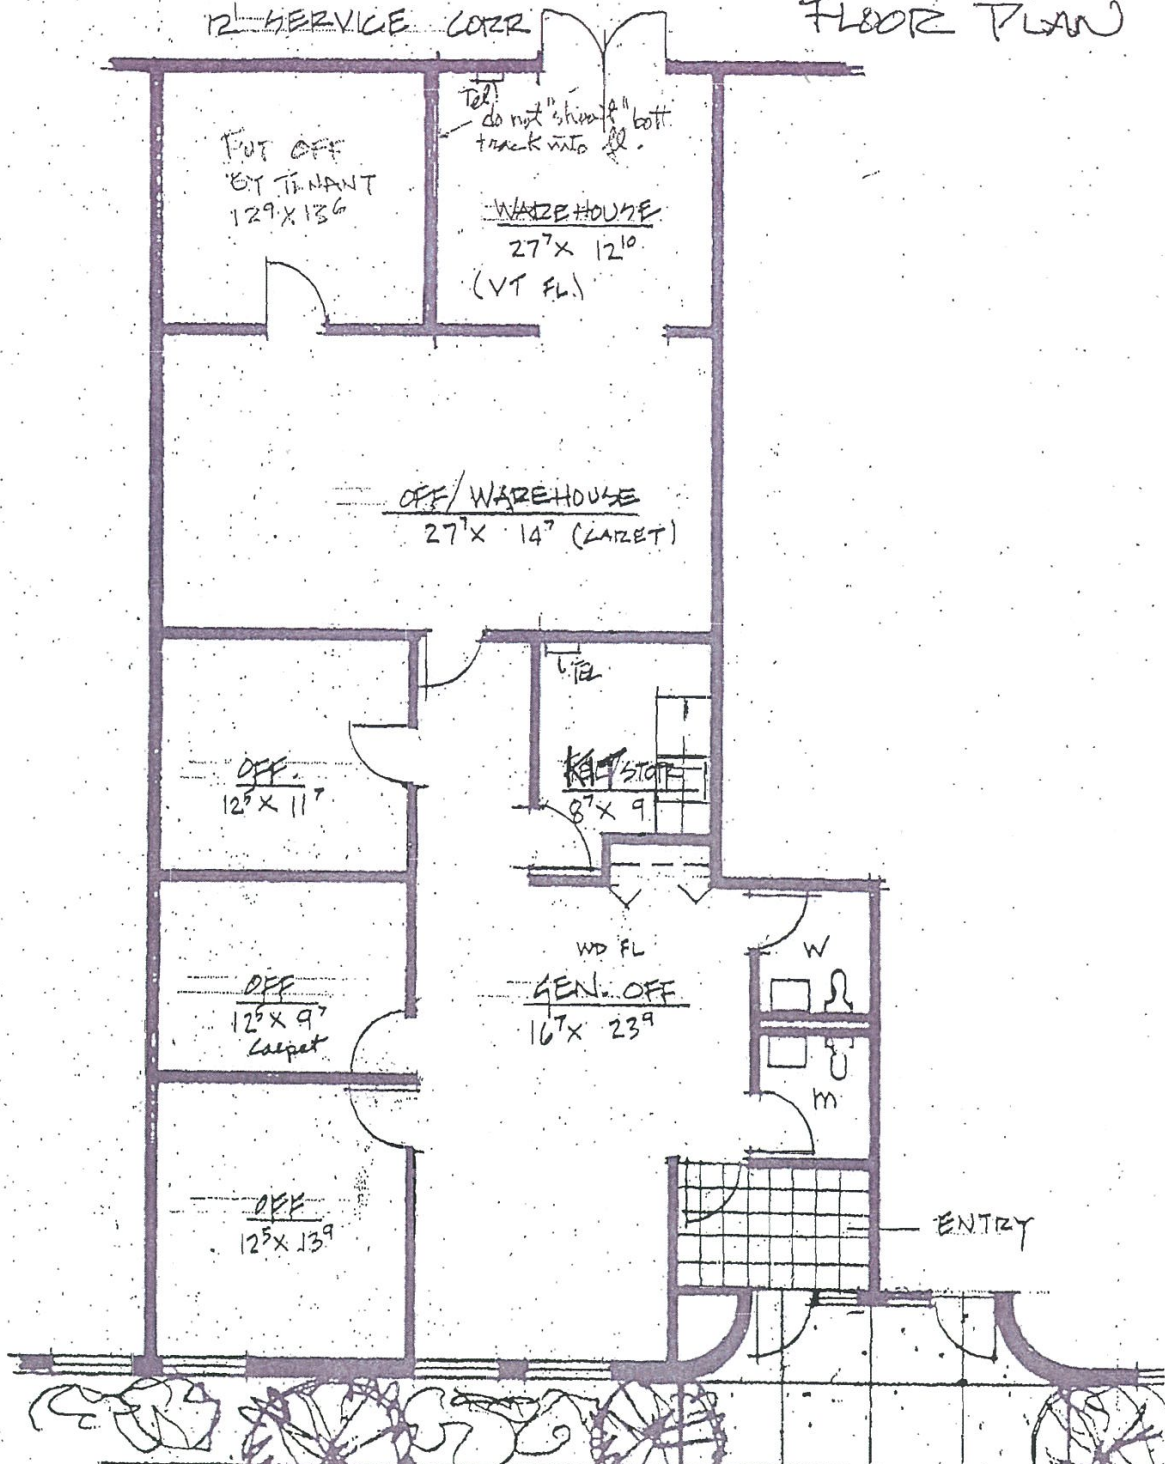 12' SERVICE CORR
FLOOR PLAN
Tel
do not "shoot" bott
track into fl.
FUT OFF
BY TENANT
12⁹ X 13⁶
WAREHOUSE
27⁷ X 12¹⁰
(VT FL.)
OFF/WAREHOUSE
27⁷ X 14⁷ (CARPET)
TEL
OFF.
12⁵ X 11⁷
STOR
8⁷ X 9
WD FL
GEN. OFF
16⁷ X 23⁹
W
OFF
12⁵ X 9⁷
Carpet
M
OFF
12⁵ X 13⁹
ENTRY